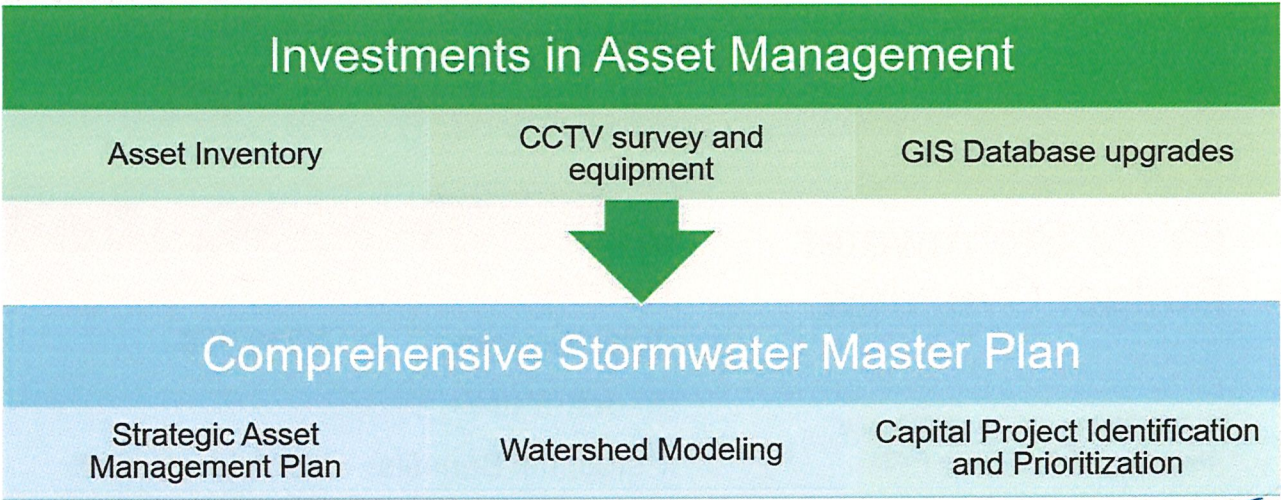 Investments in Asset Management
Asset Inventory
CCTV survey and
equipment
GIS Database upgrades
Comprehensive Stormwater Master Plan
Strategic Asset
Management Plan
Watershed Modeling
Capital Project Identification
and Prioritization